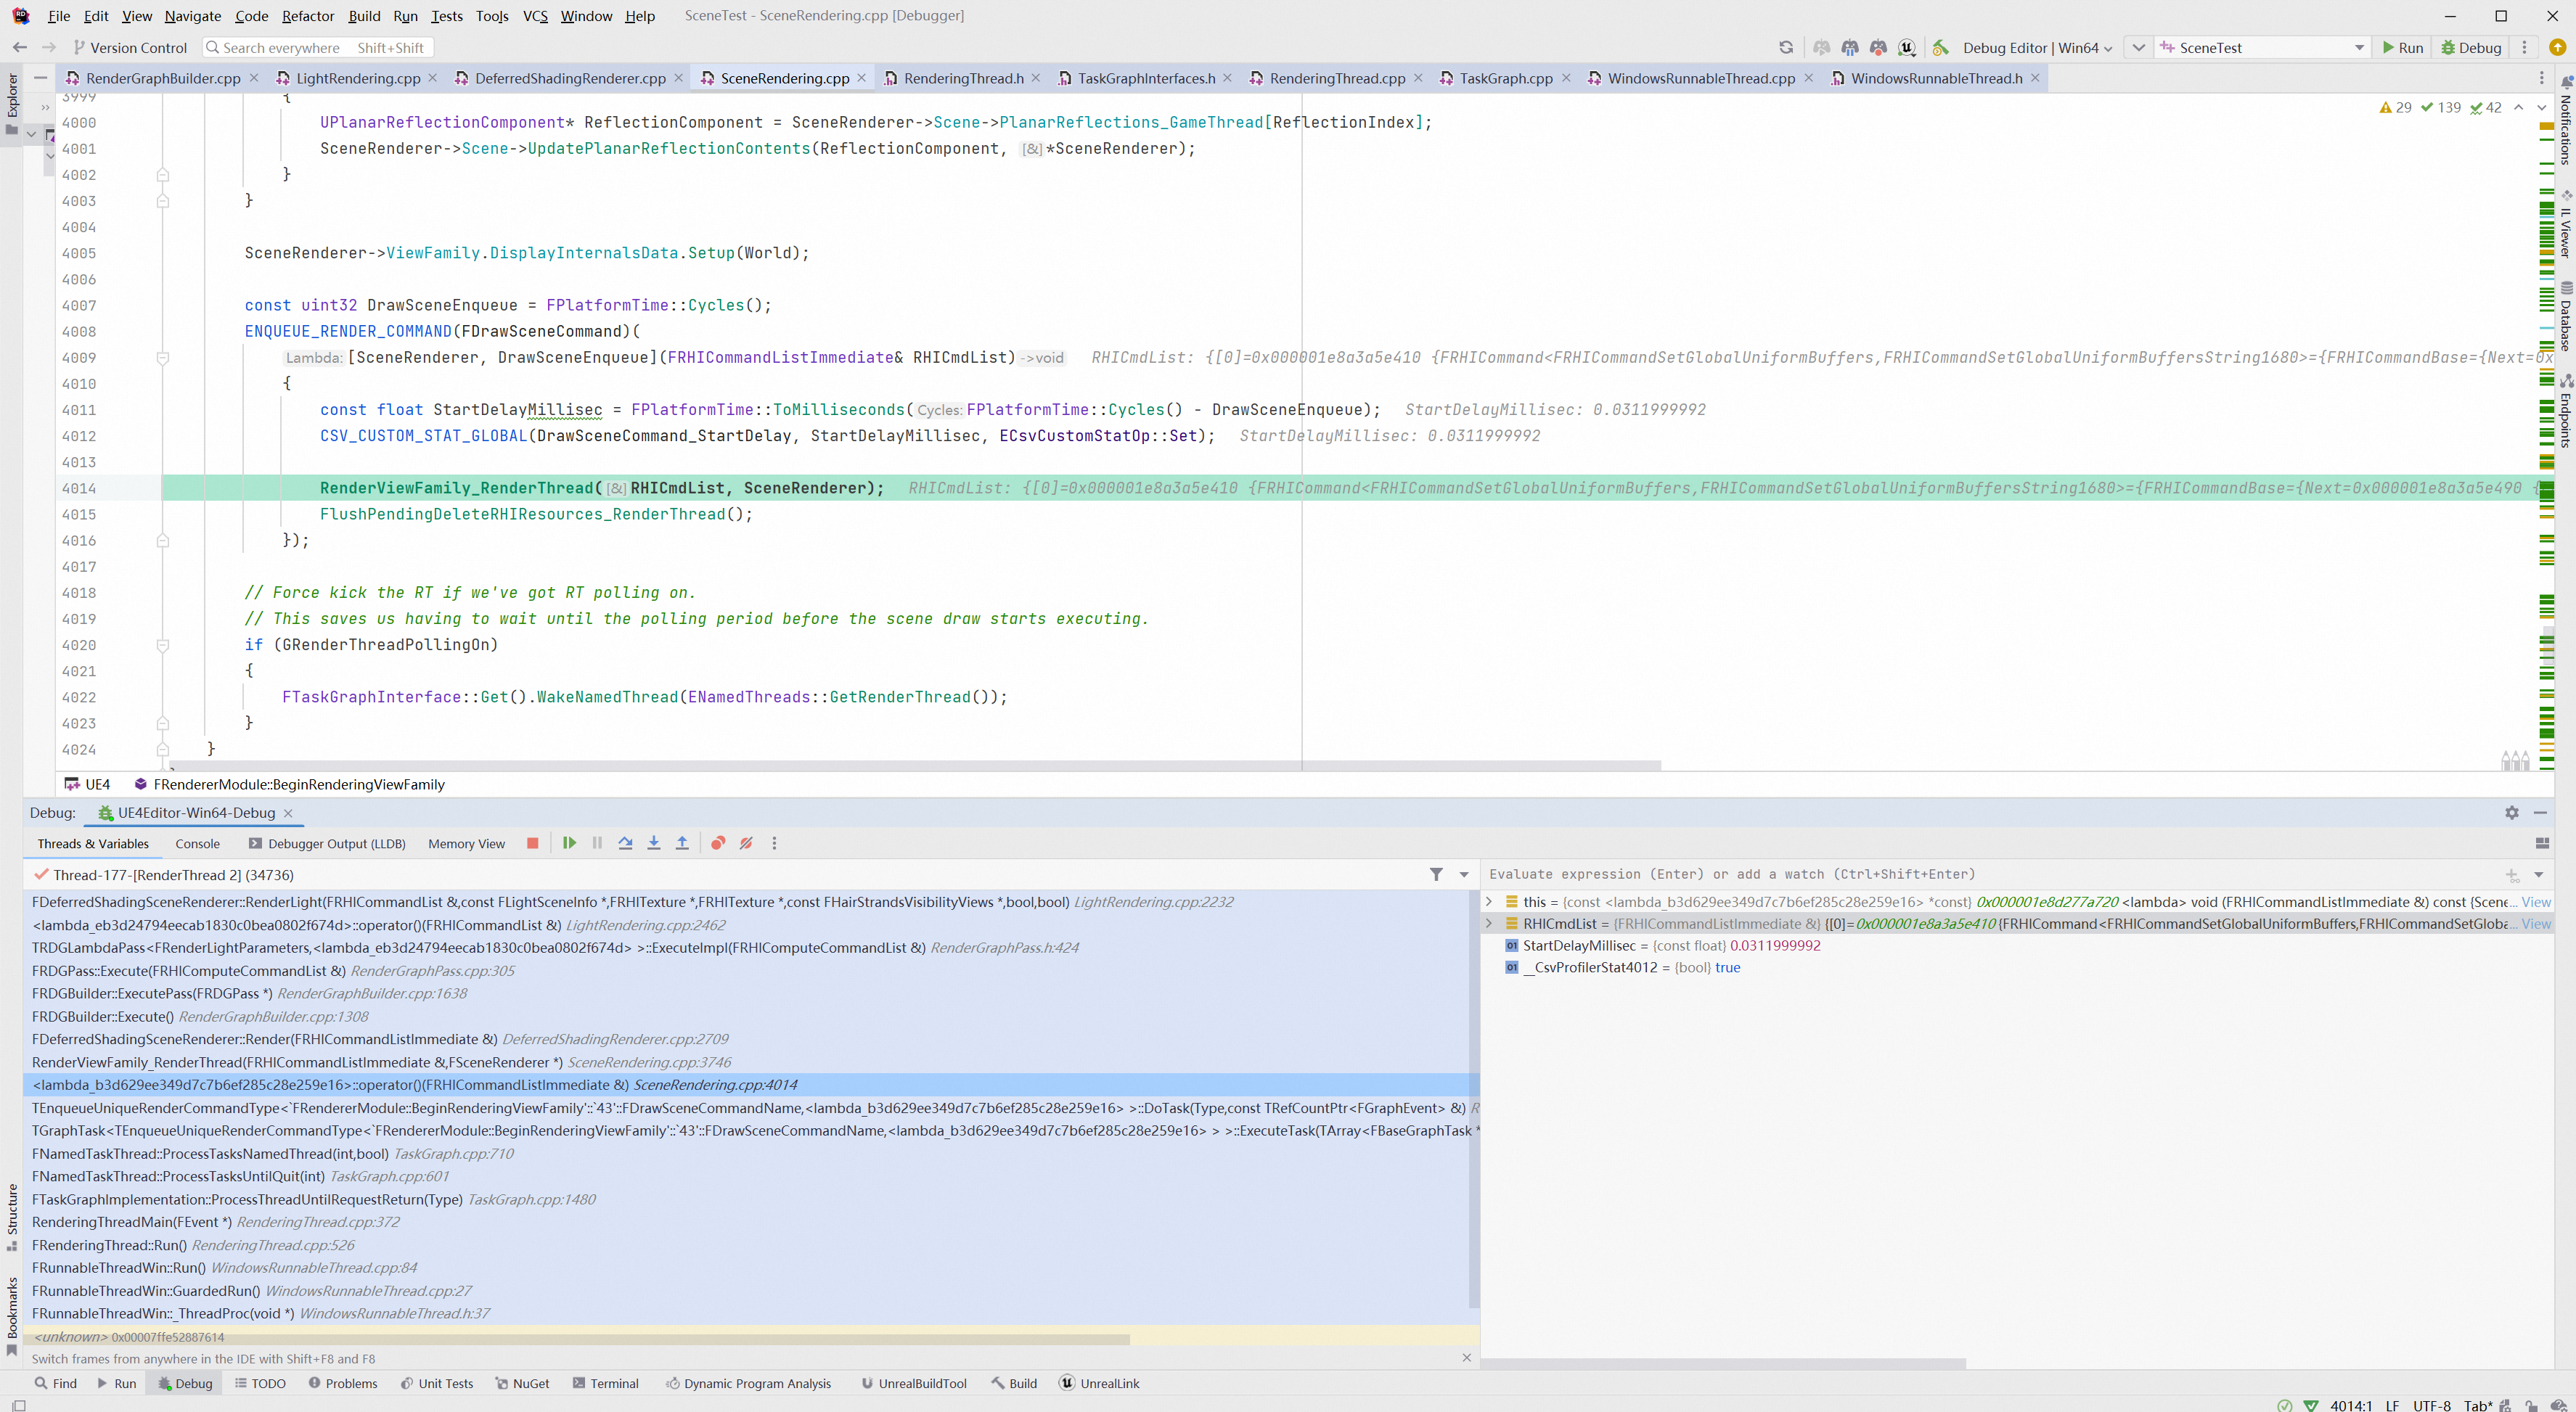 File Edit View Navigate Code Refactor Build Run Tests Tools VCS Window Help SceneTest - SceneRendering.cpp [Debugger]
Version Control Search everywhere Shift+Shift Debug Editor | Win64 SceneTest Run Debug
RenderGraphBuilder.cpp LightRendering.cpp DeferredShadingRenderer.cpp SceneRendering.cpp RenderingThread.h TaskGraphInterfaces.h RenderingThread.cpp TaskGraph.cpp WindowsRunnableThread.cpp WindowsRunnableThread.h
Explorer
Notifications
IL Viewer
Database
Endpoints
29 139 42
3999 {
4000 UPlanarReflectionComponent* ReflectionComponent = SceneRenderer->Scene->PlanarReflections_GameThread[ReflectionIndex];
4001 SceneRenderer->Scene->UpdatePlanarReflectionContents(ReflectionComponent, [&]*SceneRenderer);
4002 }
4003 }
4004
4005 SceneRenderer->ViewFamily.DisplayInternalsData.Setup(World);
4006
4007 const uint32 DrawSceneEnqueue = FPlatformTime::Cycles();
4008 ENQUEUE_RENDER_COMMAND(FDrawSceneCommand)(
4009 Lambda: [SceneRenderer, DrawSceneEnqueue](FRHICommandListImmediate& RHICmdList) ->void RHICmdList: {[0]=0x000001e8a3a5e410 {FRHICommand<FRHICommandSetGlobalUniformBuffers,FRHICommandSetGlobalUniformBuffersString1680>={FRHICommandBase={Next=0x
4010 {
4011 const float StartDelayMillisec = FPlatformTime::ToMilliseconds(Cycles: FPlatformTime::Cycles() - DrawSceneEnqueue); StartDelayMillisec: 0.0311999992
4012 CSV_CUSTOM_STAT_GLOBAL(DrawSceneCommand_StartDelay, StartDelayMillisec, ECsvCustomStatOp::Set); StartDelayMillisec: 0.0311999992
4013
4014 RenderViewFamily_RenderThread([&]RHICmdList, SceneRenderer); RHICmdList: {[0]=0x000001e8a3a5e410 {FRHICommand<FRHICommandSetGlobalUniformBuffers,FRHICommandSetGlobalUniformBuffersString1680>={FRHICommandBase={Next=0x000001e8a3a5e490 {
4015 FlushPendingDeleteRHIResources_RenderThread();
4016 });
4017
4018 // Force kick the RT if we've got RT polling on.
4019 // This saves us having to wait until the polling period before the scene draw starts executing.
4020 if (GRenderThreadPollingOn)
4021 {
4022 FTaskGraphInterface::Get().WakeNamedThread(ENamedThreads::GetRenderThread());
4023 }
4024 }
UE4 FRendererModule::BeginRenderingViewFamily
Debug: UE4Editor-Win64-Debug
Threads & Variables Console Debugger Output (LLDB) Memory View
Thread-177-[RenderThread 2] (34736)
FDeferredShadingSceneRenderer::RenderLight(FRHICommandList &,const FLightSceneInfo *,FRHITexture *,FRHITexture *,const FHairStrandsVisibilityViews *,bool,bool) LightRendering.cpp:2232
<lambda_eb3d24794eecab1830c0bea0802f674d>::operator()(FRHICommandList &) LightRendering.cpp:2462
TRDGLambdaPass<FRenderLightParameters,<lambda_eb3d24794eecab1830c0bea0802f674d> >::ExecuteImpl(FRHIComputeCommandList &) RenderGraphPass.h:424
FRDGPass::Execute(FRHIComputeCommandList &) RenderGraphPass.cpp:305
FRDGBuilder::ExecutePass(FRDGPass *) RenderGraphBuilder.cpp:1638
FRDGBuilder::Execute() RenderGraphBuilder.cpp:1308
FDeferredShadingSceneRenderer::Render(FRHICommandListImmediate &) DeferredShadingRenderer.cpp:2709
RenderViewFamily_RenderThread(FRHICommandListImmediate &,FSceneRenderer *) SceneRendering.cpp:3746
<lambda_b3d629ee349d7c7b6ef285c28e259e16>::operator()(FRHICommandListImmediate &) SceneRendering.cpp:4014
TEnqueueUniqueRenderCommandType<`FRendererModule::BeginRenderingViewFamily'::`43'::FDrawSceneCommandName,<lambda_b3d629ee349d7c7b6ef285c28e259e16> >::DoTask(Type,const TRefCountPtr<FGraphEvent> &) R
TGraphTask<TEnqueueUniqueRenderCommandType<`FRendererModule::BeginRenderingViewFamily'::`43'::FDrawSceneCommandName,<lambda_b3d629ee349d7c7b6ef285c28e259e16> > >::ExecuteTask(TArray<FBaseGraphTask *
FNamedTaskThread::ProcessTasksNamedThread(int,bool) TaskGraph.cpp:710
FNamedTaskThread::ProcessTasksUntilQuit(int) TaskGraph.cpp:601
FTaskGraphImplementation::ProcessThreadUntilRequestReturn(Type) TaskGraph.cpp:1480
RenderingThreadMain(FEvent *) RenderingThread.cpp:372
FRenderingThread::Run() RenderingThread.cpp:526
FRunnableThreadWin::Run() WindowsRunnableThread.cpp:84
FRunnableThreadWin::GuardedRun() WindowsRunnableThread.cpp:27
FRunnableThreadWin::_ThreadProc(void *) WindowsRunnableThread.h:37
<unknown> 0x00007ffe52887614
Switch frames from anywhere in the IDE with Shift+F8 and F8
Evaluate expression (Enter) or add a watch (Ctrl+Shift+Enter)
this = {const <lambda_b3d629ee349d7c7b6ef285c28e259e16> *const} 0x000001e8d277a720 <lambda> void (FRHICommandListImmediate &) const {Scene... View
RHICmdList = {FRHICommandListImmediate &} {[0]=0x000001e8a3a5e410 {FRHICommand<FRHICommandSetGlobalUniformBuffers,FRHICommandSetGloba... View
StartDelayMillisec = {const float} 0.0311999992
__CsvProfilerStat4012 = {bool} true
Structure
Bookmarks
Find Run Debug TODO Problems Unit Tests NuGet Terminal Dynamic Program Analysis UnrealBuildTool Build UnrealLink
4014:1 LF UTF-8 Tab*